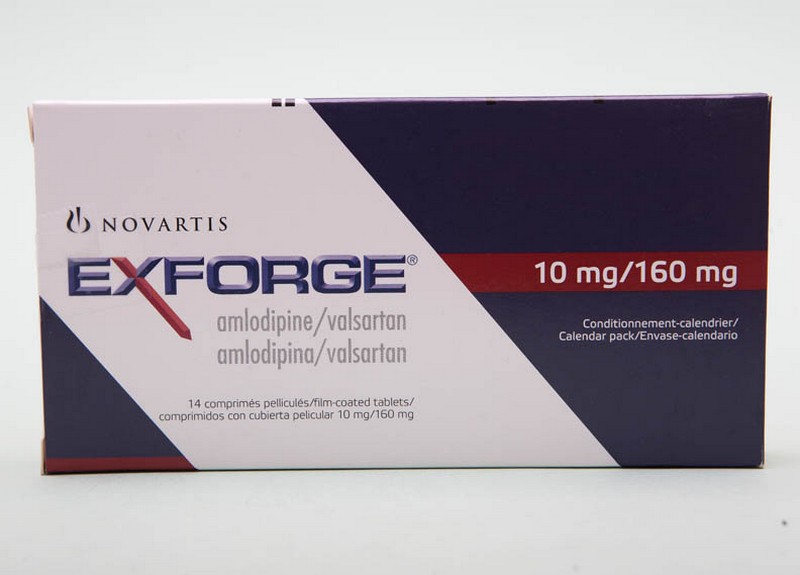 NOVARTIS
EXFORGE®
amlodipine/valsartan
amlodipina/valsartan
14 comprimés pelliculés/film-coated tablets/
comprimidos con cubierta pelicular 10 mg/160 mg
10 mg/160 mg
Conditionnement-calendrier/
Calendar pack/Envase-calendario